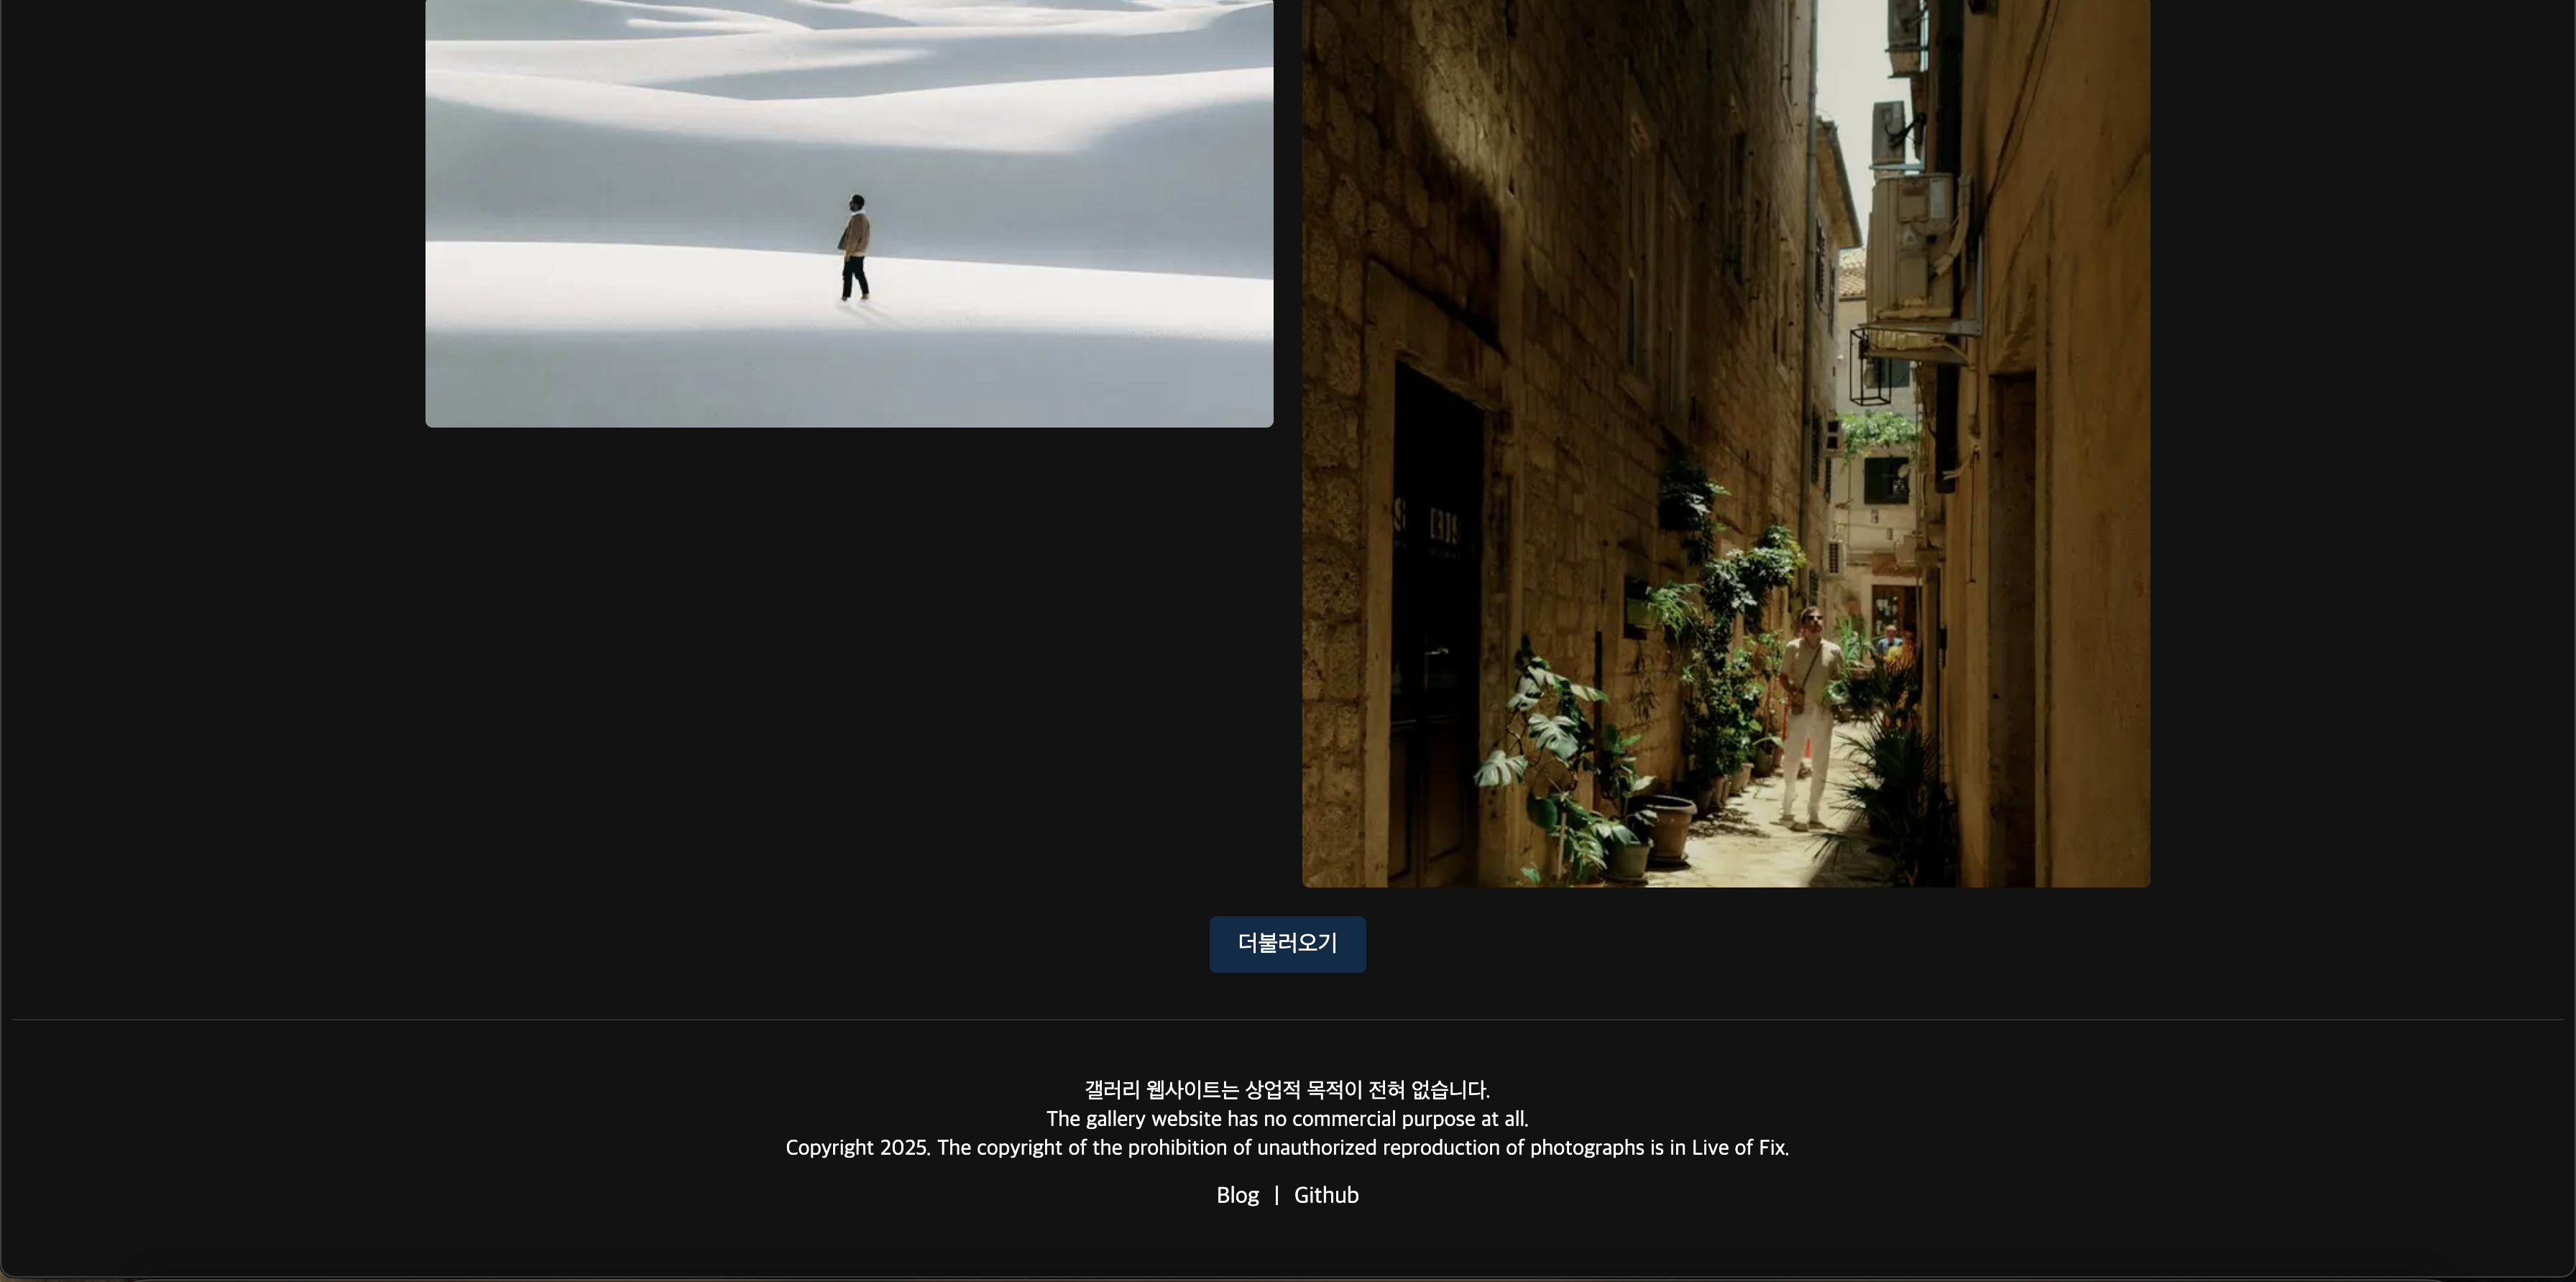 더불러오기
갤러리 웹사이트는 상업적 목적이 전혀 없습니다.
The gallery website has no commercial purpose at all.
Copyright 2025. The copyright of the prohibition of unauthorized reproduction of photographs is in Live of Fix.
Blog | Github